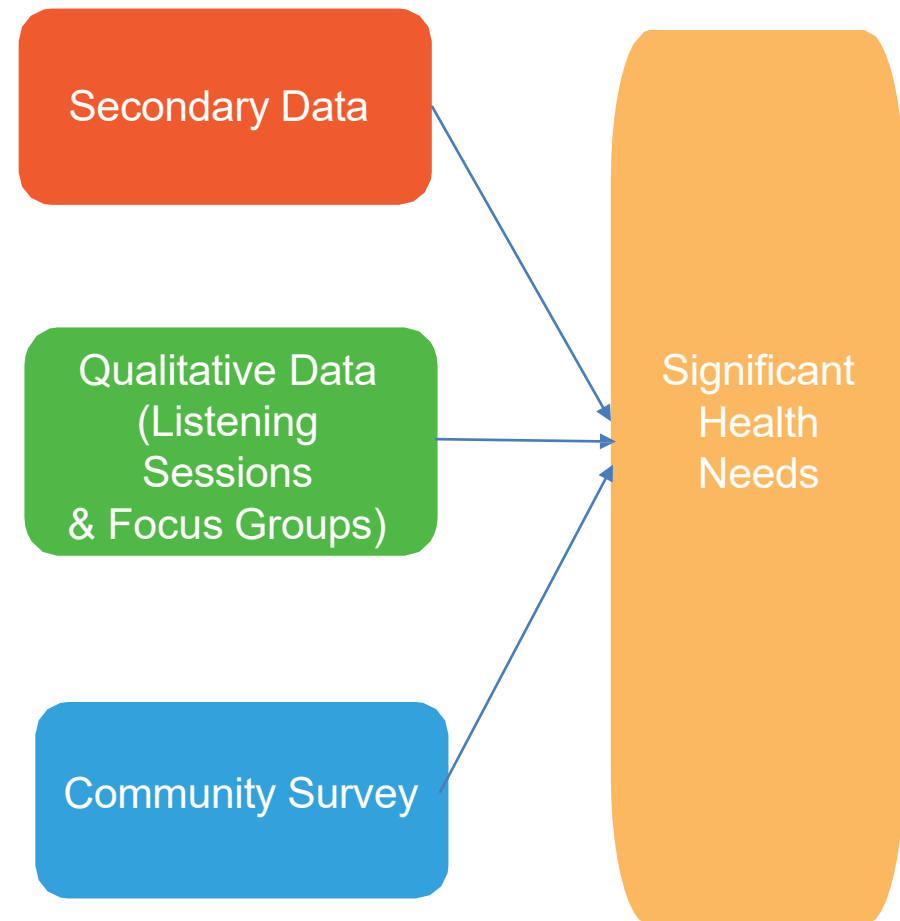 Secondary Data
Qualitative Data
(Listening
Sessions
& Focus Groups)
Community Survey
Significant
Health
Needs